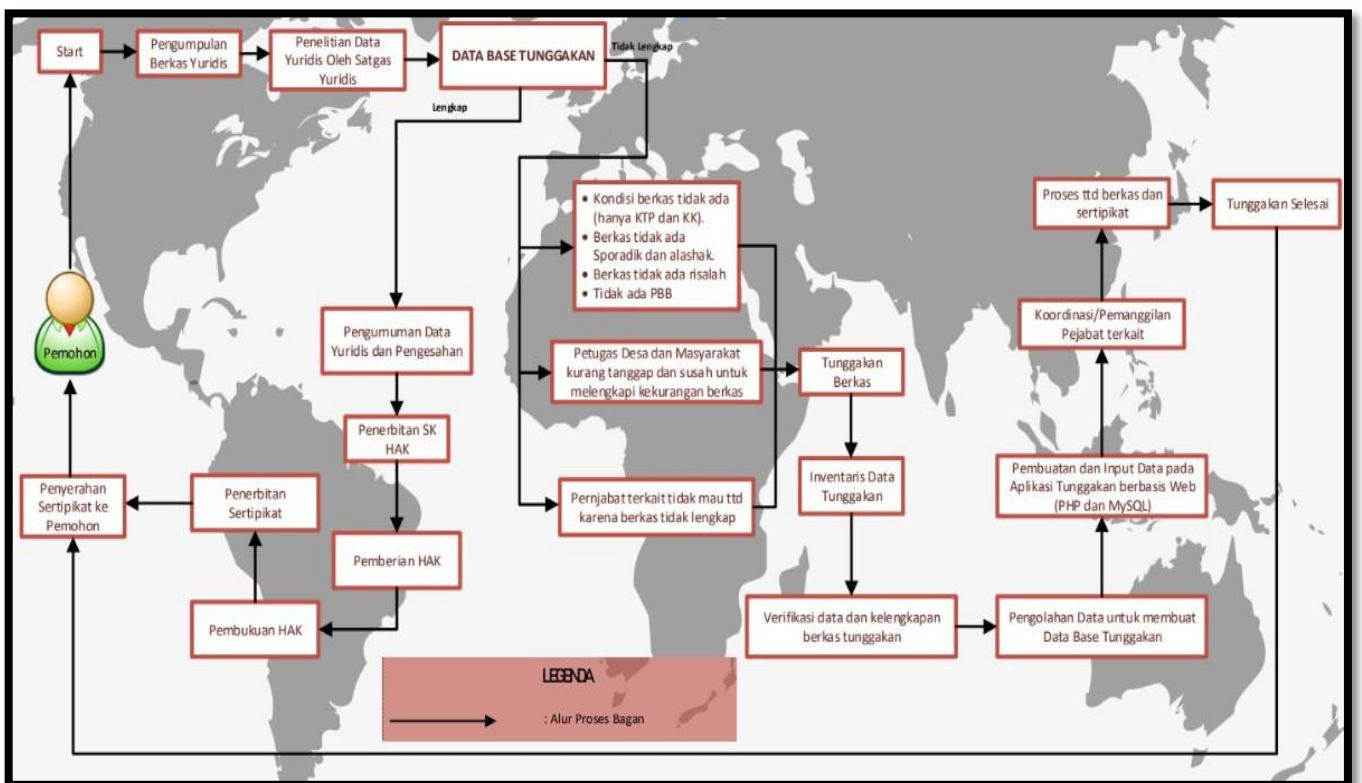 Start
Pengumpulan
Berkas Yuridis
Penelitian Data
Yuridis Oleh Satgas
Yuridis
DATA BASE TUNGGAKAN
Tidak Lengkap
Lengkap
• Kondisi berkas tidak ada
(hanya KTP dan KK).
• Berkas tidak ada
Sporadik dan alashak.
• Berkas tidak ada risalah
• Tidak ada PBB
Proses ttd berkas dan
sertipikat
Tunggakan Selesai
Pemohon
Pengumuman Data
Yuridis dan Pengesahan
Petugas Desa dan Masyarakat
kurang tanggap dan susah untuk
melengkapi kekurangan berkas
Tunggakan
Berkas
Koordinasi/Pemanggilan
Pejabat terkait
Penerbitan SK
HAK
Penyerahan
Sertipikat ke
Pemohon
Penerbitan
Sertipikat
Pernjabat terkait tidak mau ttd
karena berkas tidak lengkap
Inventaris Data
Tunggakan
Pembuatan dan Input Data pada
Aplikasi Tunggakan berbasis Web
(PHP dan MySQL)
Pemberian HAK
Pembukuan HAK
Verifikasi data dan kelengkapan
berkas tunggakan
Pengolahan Data untuk membuat
Data Base Tunggakan
LEGENDA
: Alur Proses Bagan